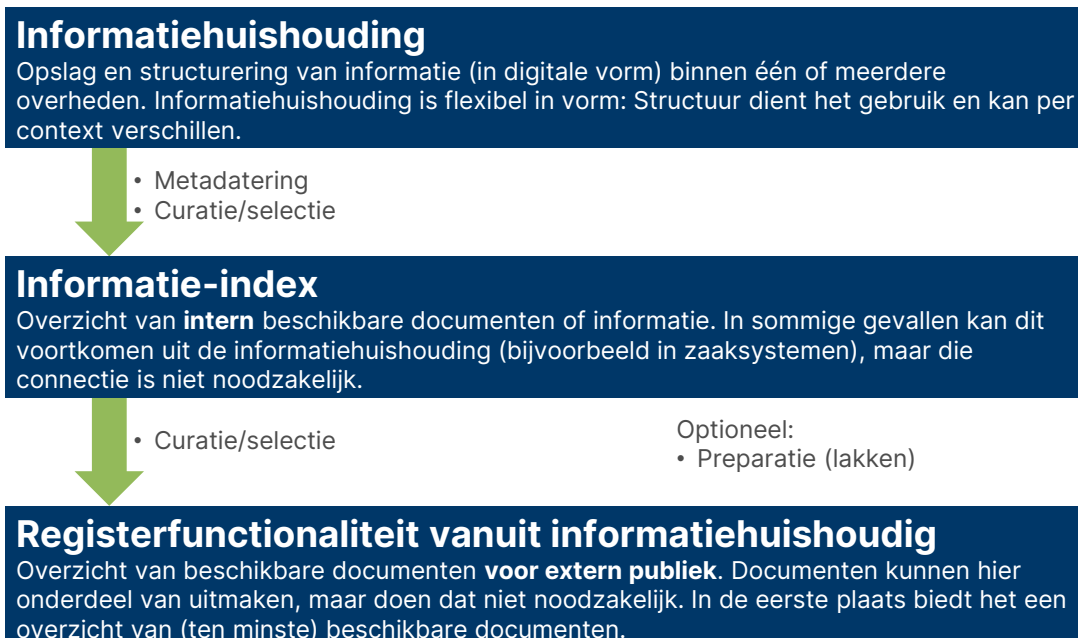 Informatiehuishouding
Opslag en structurering van informatie (in digitale vorm) binnen één of meerdere
overheden. Informatiehuishouding is flexibel in vorm: Structuur dient het gebruik en kan per
context verschillen.
• Metadatering
• Curatie/selectie
Informatie-index
Overzicht van intern beschikbare documenten of informatie. In sommige gevallen kan dit
voortkomen uit de informatiehuishouding (bijvoorbeeld in zaaksystemen), maar die
connectie is niet noodzakelijk.
• Curatie/selectie
Optioneel:
• Preparatie (lakken)
Registerfunctionaliteit vanuit informatiehuishoudig
Overzicht van beschikbare documenten voor extern publiek. Documenten kunnen hier
onderdeel van uitmaken, maar doen dat niet noodzakelijk. In de eerste plaats biedt het een
overzicht van (ten minste) beschikbare documenten.